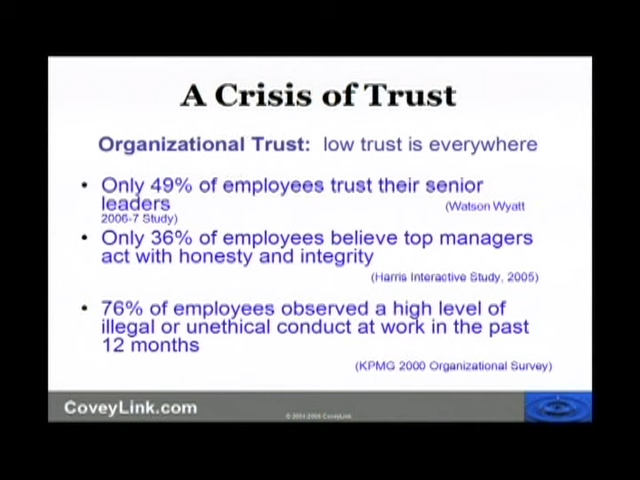 A Crisis of Trust
Organizational Trust: low trust is everywhere
• Only 49% of employees trust their senior
leaders (Watson Wyatt
2006-7 Study)
• Only 36% of employees believe top managers
act with honesty and integrity
(Harris Interactive Study, 2005)
• 76% of employees observed a high level of
illegal or unethical conduct at work in the past
12 months
(KPMG 2000 Organizational Survey)
CoveyLink.com
CoveyLink